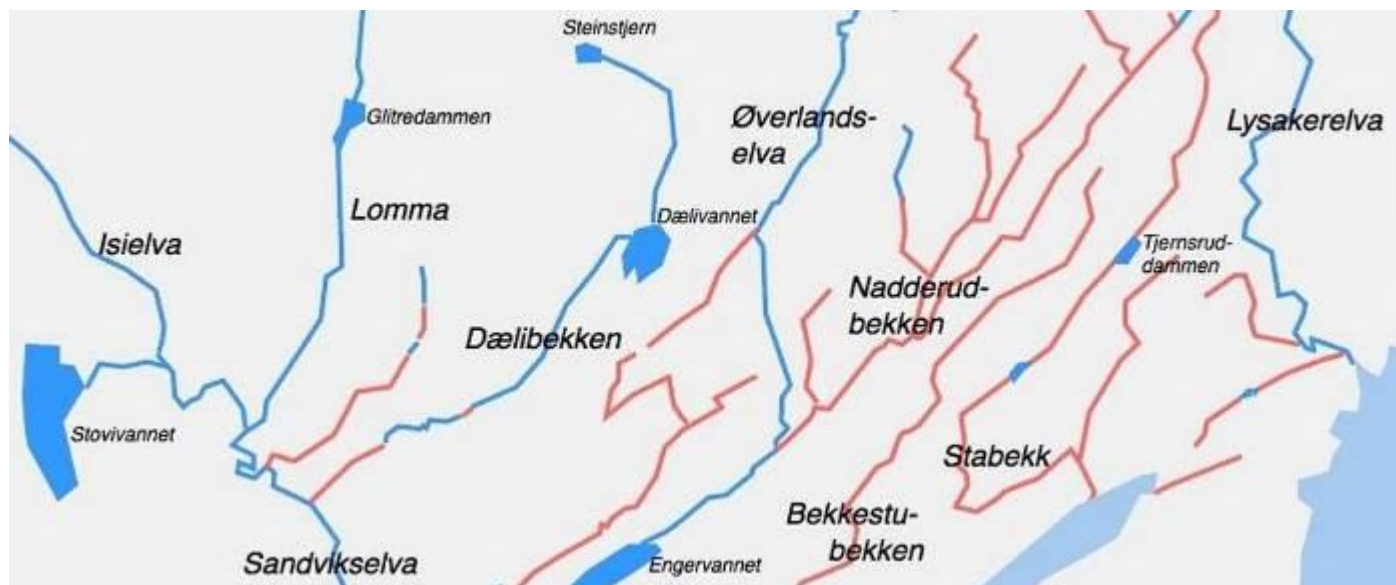 Steinstjern
Glitredammen
Øverlands-
elva
Lysakerelva
Lomma
Dælivannet
Isielva
Tjernsrud-
dammen
Nadderud-
bekken
Dælibekken
Stovivannet
Stabekk
Bekkestu-
bekken
Sandvikselva
Engervannet